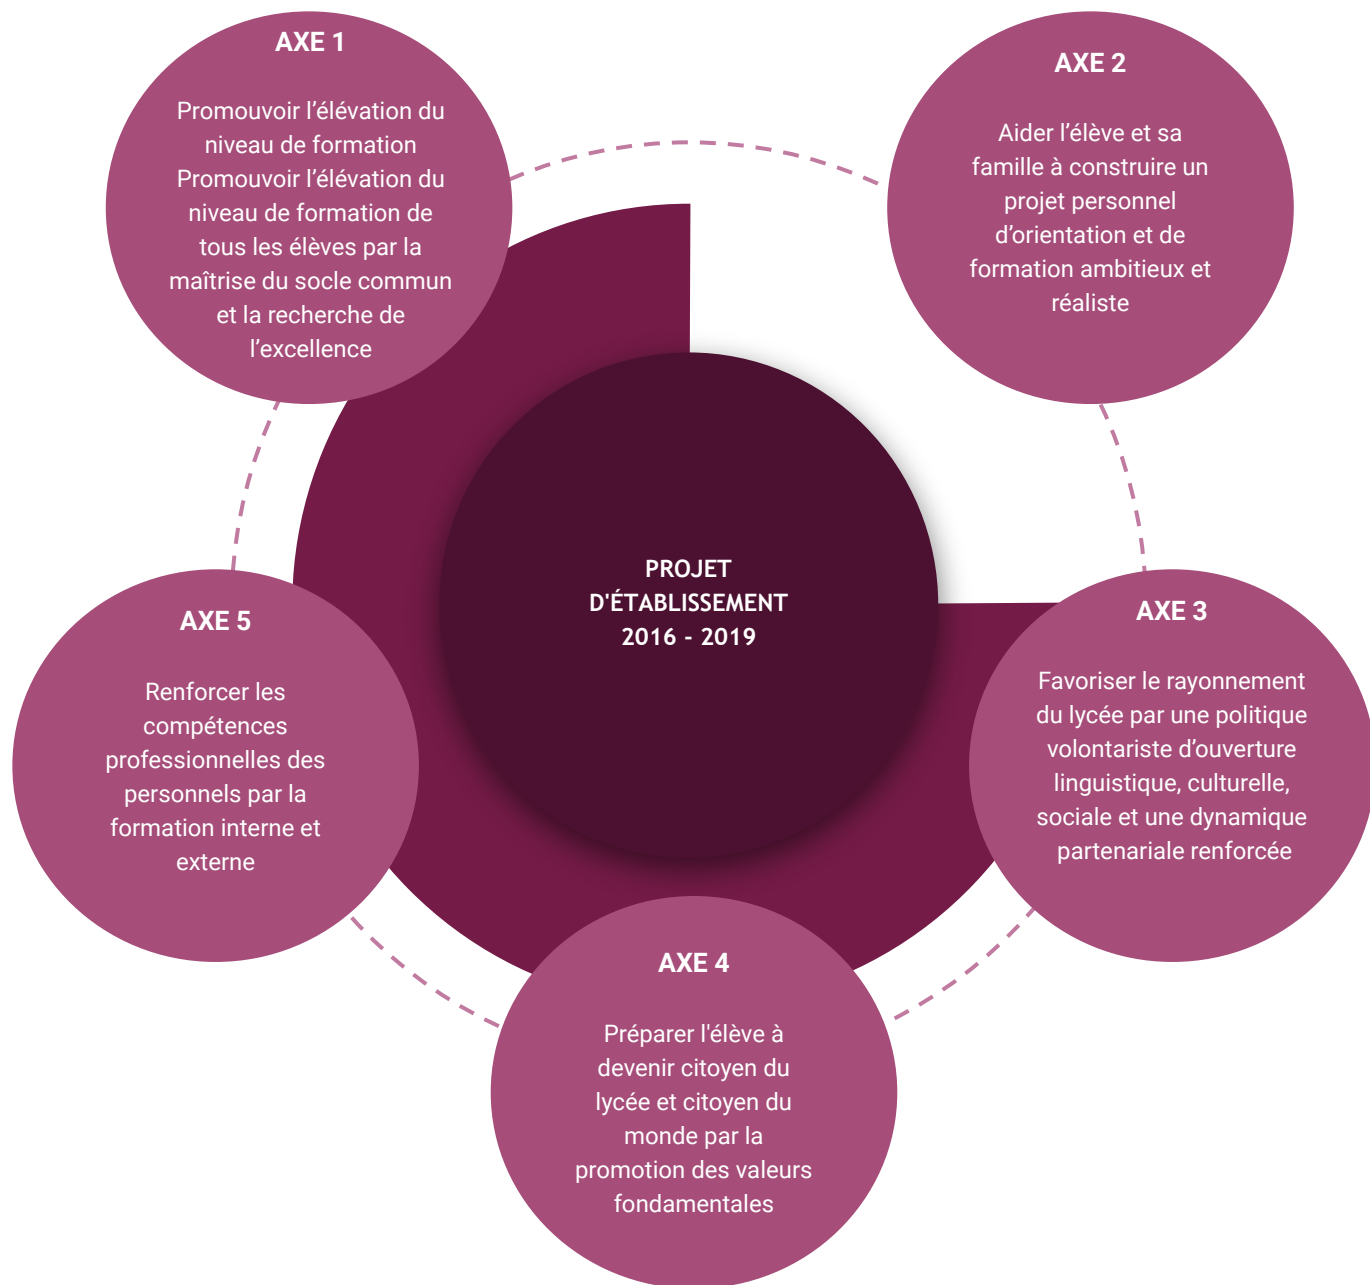 AXE 1
Promouvoir l’élévation du
niveau de formation
Promouvoir l’élévation du
niveau de formation de
tous les élèves par la
maîtrise du socle commun
et la recherche de
l’excellence
AXE 2
Aider l’élève et sa
famille à construire un
projet personnel
d’orientation et de
formation ambitieux et
réaliste
PROJET
D'ÉTABLISSEMENT
2016 - 2019
AXE 3
Favoriser le rayonnement
du lycée par une politique
volontariste d’ouverture
linguistique, culturelle,
sociale et une dynamique
partenariale renforcée
AXE 4
Préparer l'élève à
devenir citoyen du
lycée et citoyen du
monde par la
promotion des valeurs
fondamentales
AXE 5
Renforcer les
compétences
professionnelles des
personnels par la
formation interne et
externe